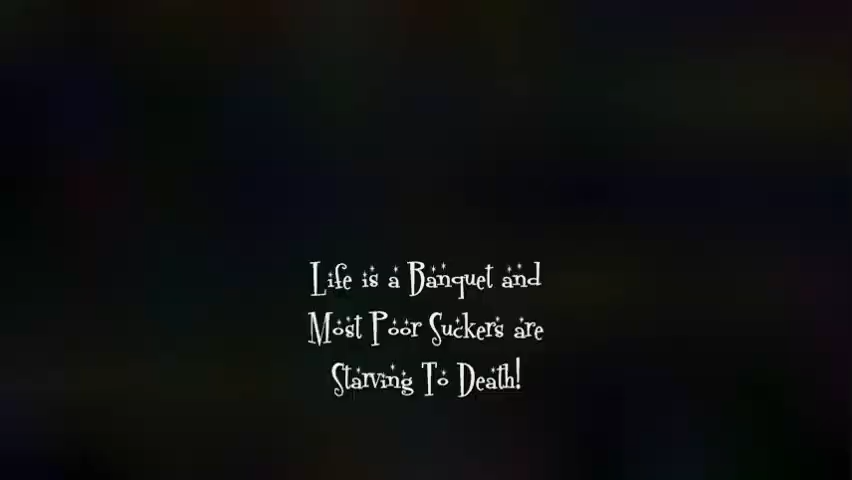 Life is a Banquet and
Most Poor Suckers are
Starving To Death!